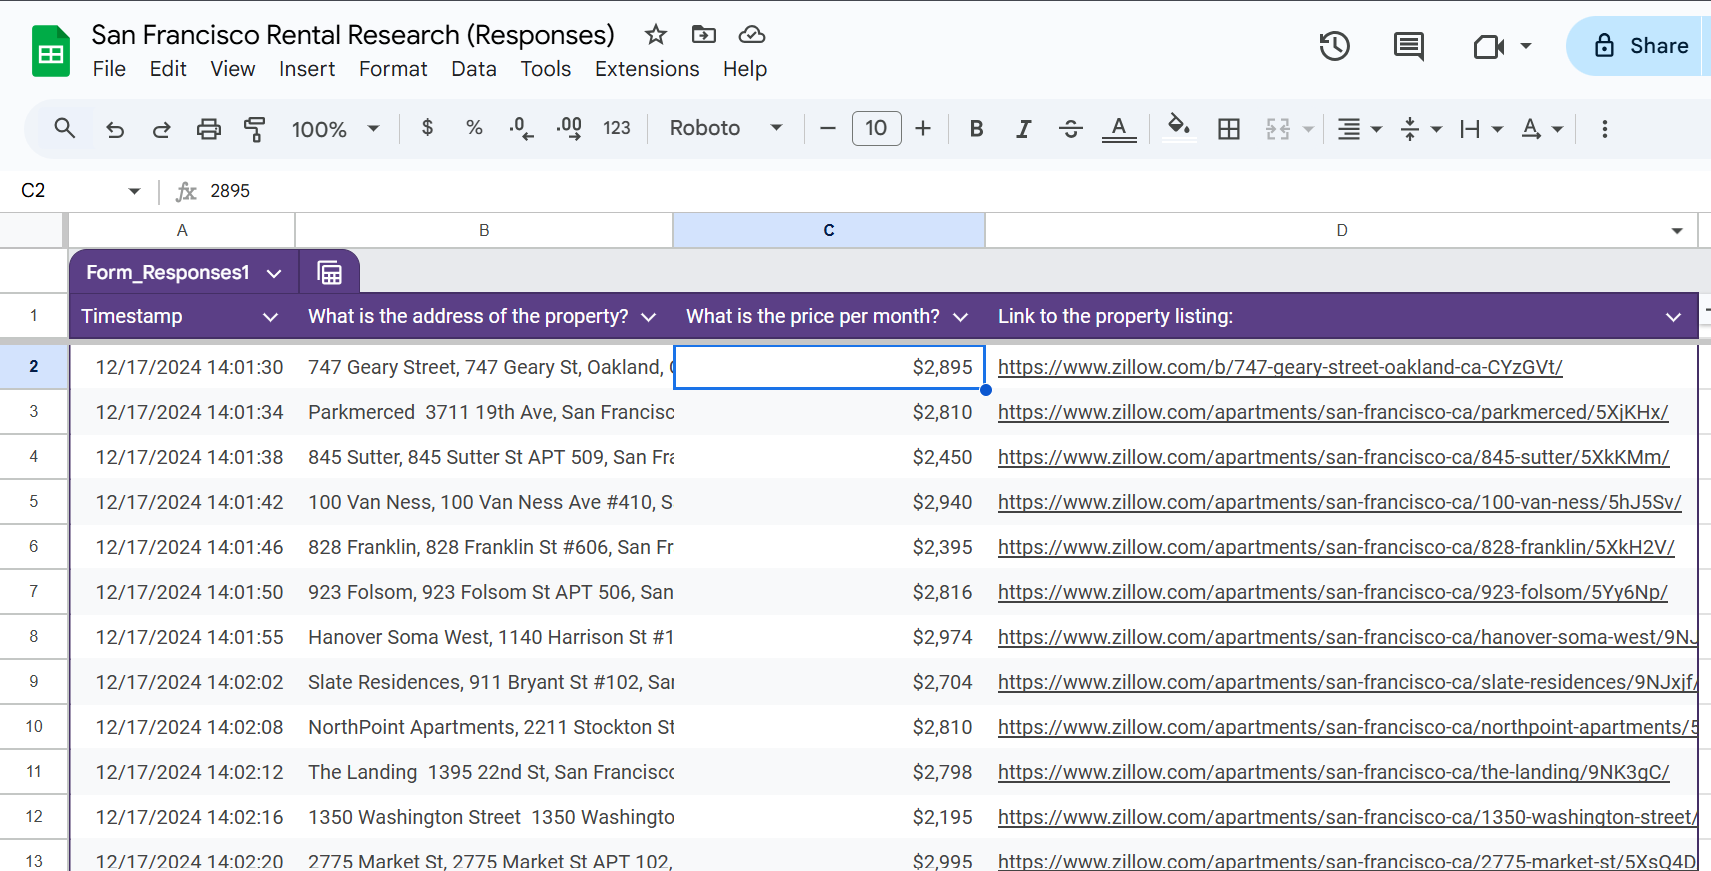 San Francisco Rental Research (Responses)
File Edit View Insert Format Data Tools Extensions Help
Share
100% $ % .0 .00 123 Roboto 10 B I A A
C2 fx 2895
A B C D
Form_Responses1
1 Timestamp What is the address of the property? What is the price per month? Link to the property listing:
2 12/17/2024 14:01:30 747 Geary Street, 747 Geary St, Oakland, $2,895 https://www.zillow.com/b/747-geary-street-oakland-ca-CYzGVt/
3 12/17/2024 14:01:34 Parkmerced 3711 19th Ave, San Francisc $2,810 https://www.zillow.com/apartments/san-francisco-ca/parkmerced/5XjKHx/
4 12/17/2024 14:01:38 845 Sutter, 845 Sutter St APT 509, San Fra $2,450 https://www.zillow.com/apartments/san-francisco-ca/845-sutter/5XkKMm/
5 12/17/2024 14:01:42 100 Van Ness, 100 Van Ness Ave #410, S $2,940 https://www.zillow.com/apartments/san-francisco-ca/100-van-ness/5hJ5Sv/
6 12/17/2024 14:01:46 828 Franklin, 828 Franklin St #606, San Fr $2,395 https://www.zillow.com/apartments/san-francisco-ca/828-franklin/5XkH2V/
7 12/17/2024 14:01:50 923 Folsom, 923 Folsom St APT 506, San $2,816 https://www.zillow.com/apartments/san-francisco-ca/923-folsom/5Yy6Np/
8 12/17/2024 14:01:55 Hanover Soma West, 1140 Harrison St #1 $2,974 https://www.zillow.com/apartments/san-francisco-ca/hanover-soma-west/9NJ
9 12/17/2024 14:02:02 Slate Residences, 911 Bryant St #102, Sa $2,704 https://www.zillow.com/apartments/san-francisco-ca/slate-residences/9NJxjf/
10 12/17/2024 14:02:08 NorthPoint Apartments, 2211 Stockton St $2,810 https://www.zillow.com/apartments/san-francisco-ca/northpoint-apartments/5
11 12/17/2024 14:02:12 The Landing 1395 22nd St, San Francisc $2,798 https://www.zillow.com/apartments/san-francisco-ca/the-landing/9NK3gC/
12 12/17/2024 14:02:16 1350 Washington Street 1350 Washingto $2,195 https://www.zillow.com/apartments/san-francisco-ca/1350-washington-street/
13 12/17/2024 14:02:20 2775 Market St, 2775 Market St APT 102, $2,995 https://www.zillow.com/apartments/san-francisco-ca/2775-market-st/5XsQ4D